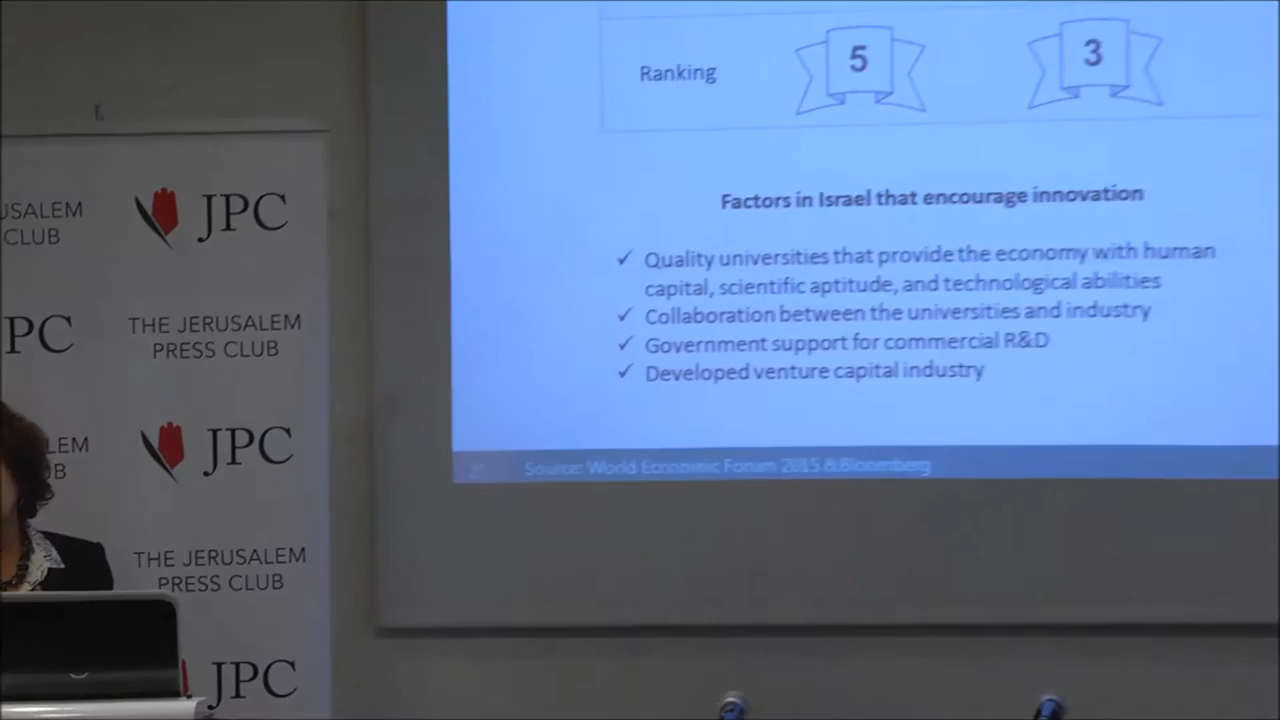 USALEM
CLUB
JPC
PC
THE JERUSALEM
PRESS CLUB
LEM
B
JPC
THE JERUSALEM
PRESS CLUB
JPC
Ranking
5
3
Factors in Israel that encourage innovation
✓ Quality universities that provide the economy with human
capital, scientific aptitude, and technological abilities
✓ Collaboration between the universities and industry
✓ Government support for commercial R&D
✓ Developed venture capital industry
Source: World Economic Forum 2015 & Bloomberg